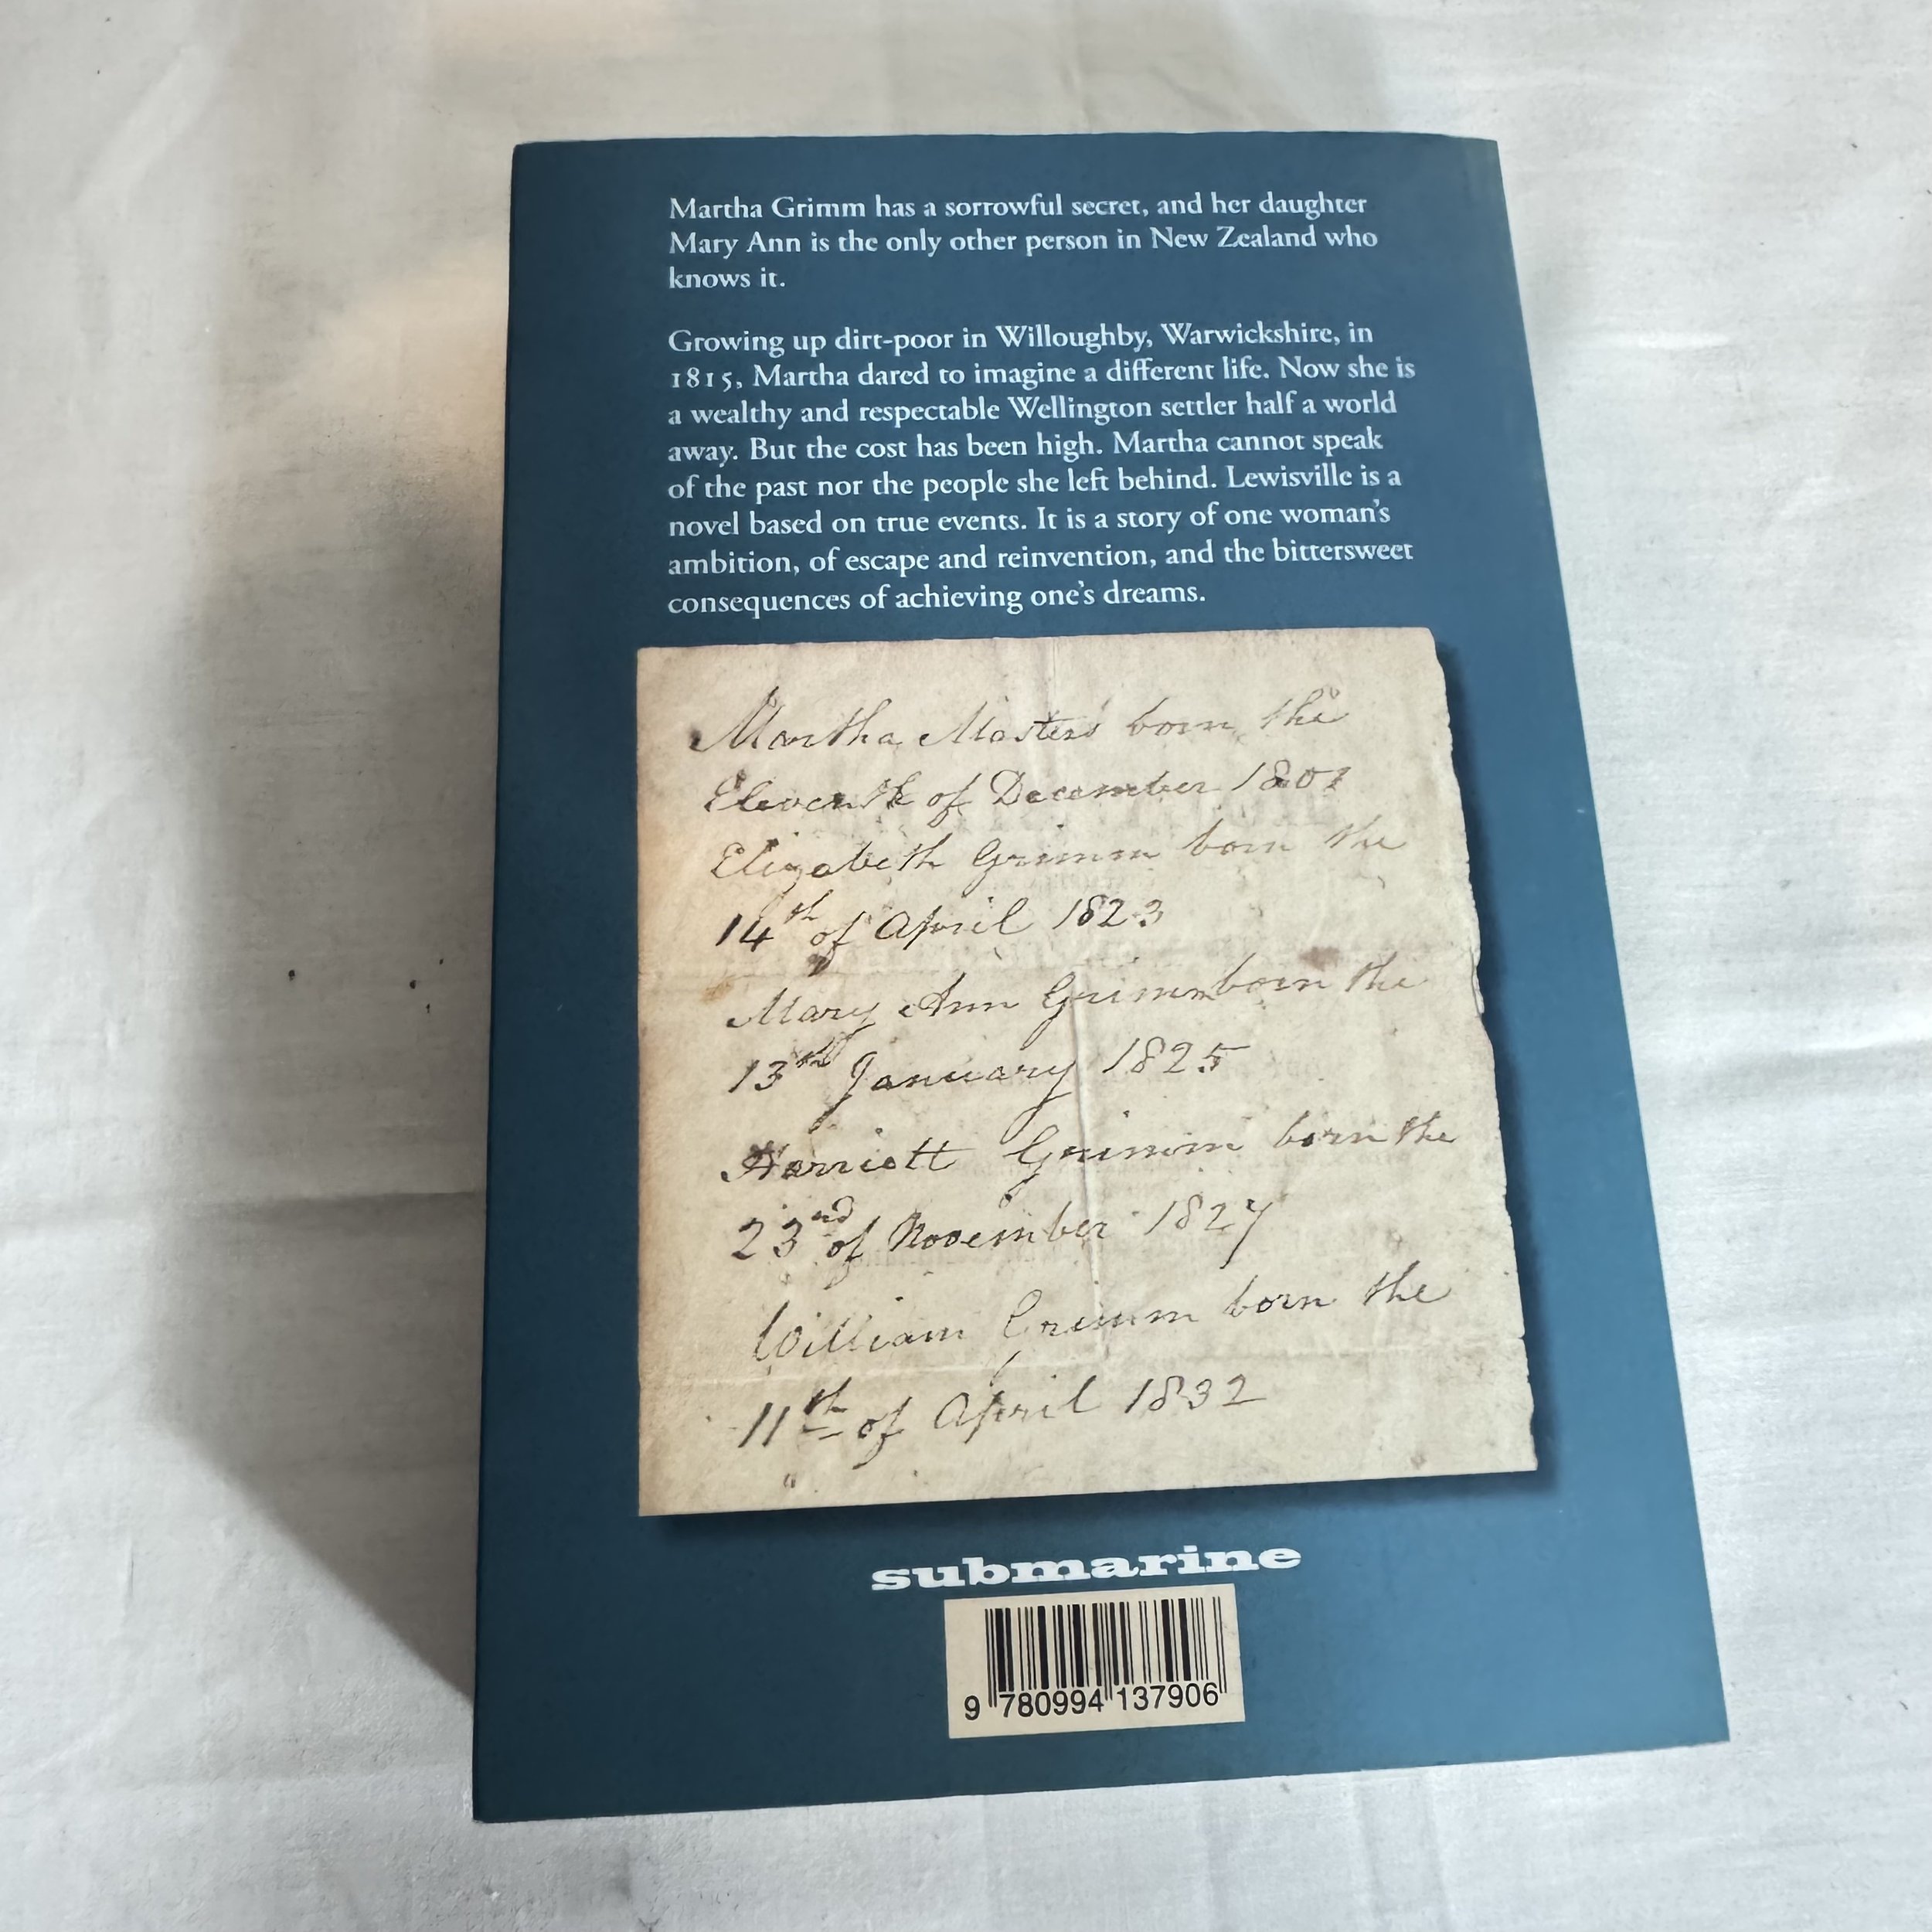 Martha Grimm has a sorrowful secret, and her daughter
Mary Ann is the only other person in New Zealand who
knows it.
Growing up dirt-poor in Willoughby, Warwickshire, in
1815, Martha dared to imagine a different life. Now she is
a wealthy and respectable Wellington settler half a world
away. But the cost has been high. Martha cannot speak
of the past nor the people she left behind. Lewisville is a
novel based on true events. It is a story of one woman's
ambition, of escape and reinvention, and the bittersweet
consequences of achieving one's dreams.
Martha Masters born the
Eleventh of December 1801
Elizabeth Grimm born the
14th of April 1823
Mary Ann Grimm born the
13th January 1825
Harriett Grimm born the
23rd of November 1827
William Grimm born the
11th of April 1832
submarine
9 780994 137906